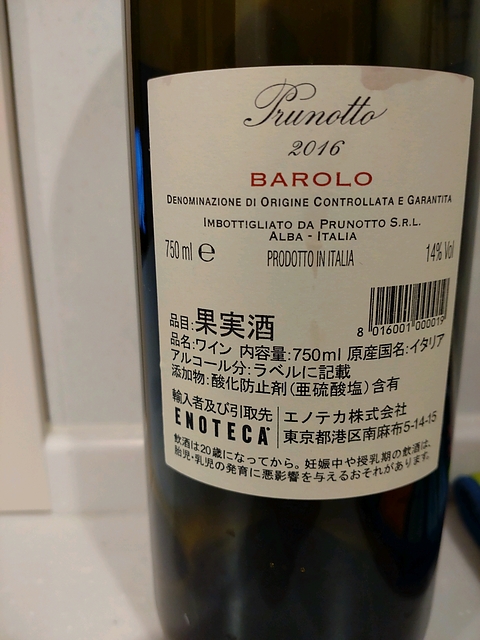 Prunotto
2016
BAROLO
DENOMINAZIONE DI ORIGINE CONTROLLATA E GARANTITA
IMBOTTIGLIATO DA PRUNOTTO S.R.L.
ALBA - ITALIA
750 ml e PRODOTTO IN ITALIA 14% Vol
8 016001 000019
品目:果実酒
品名:ワイン 内容量:750ml 原産国名:イタリア
アルコール分:ラベルに記載
添加物:酸化防止剤(亜硫酸塩)含有
輸入者及び引取先 エノテカ株式会社
ENOTECA 東京都港区南麻布5-14-15
飲酒は20歳になってから。妊娠中や授乳期の飲酒は、
胎児・乳児の発育に悪影響を与えるおそれがあります。